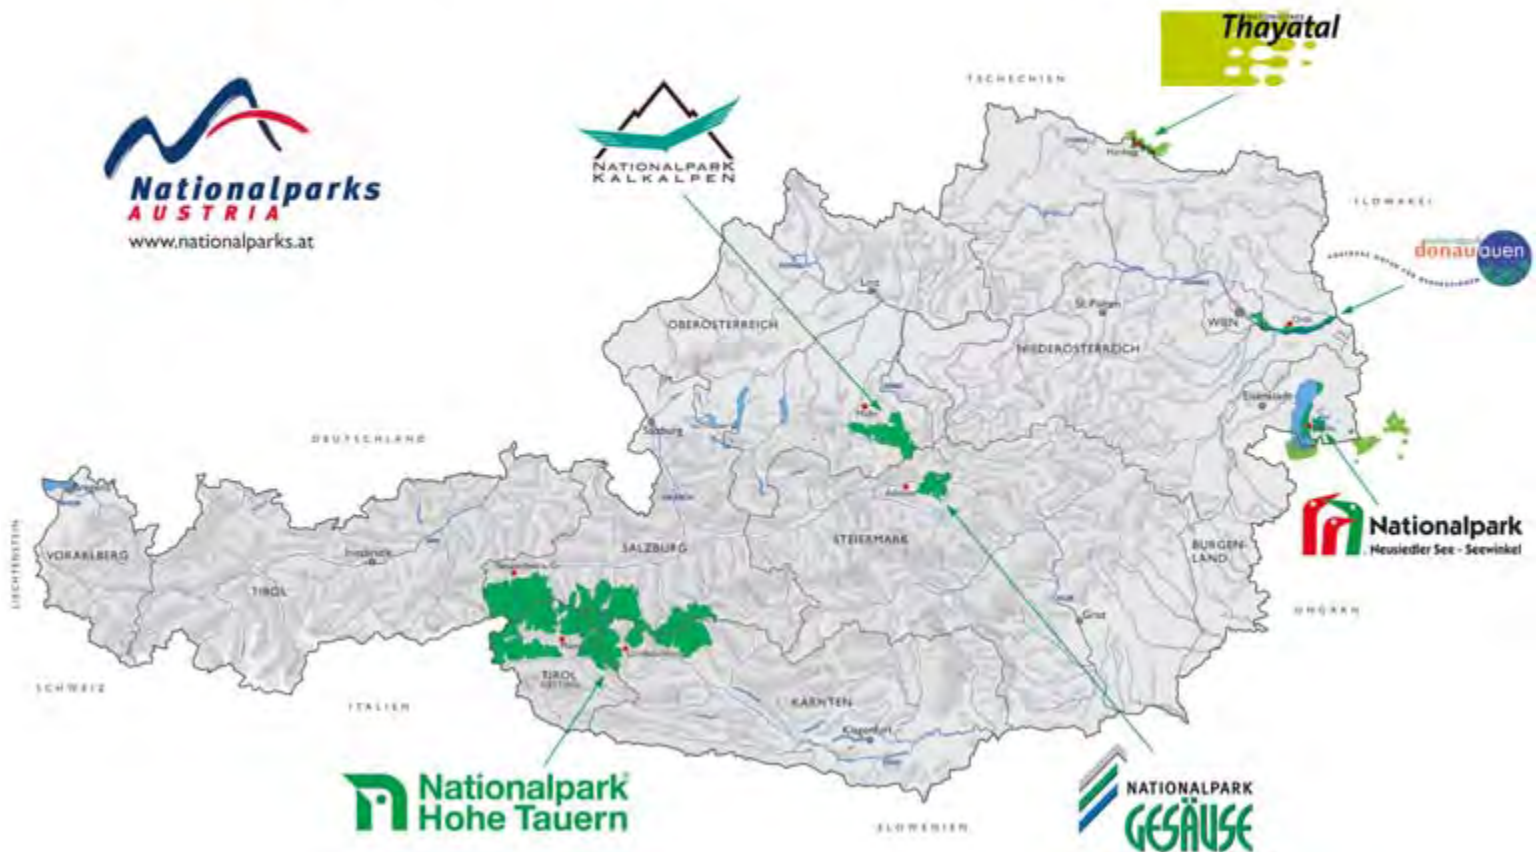 Thayatal
TSCHECHIEN
NATIONALPARK
KALKALPEN
Nationalparks
AUSTRIA
www.nationalparks.at
SLOWAKEI
donauauen
Linz
St. Pölten
WIEN
OBERÖSTERREICH
NIEDERÖSTERREICH
Eisenstadt
Salzburg
DEUTSCHLAND
Nationalpark
Neusiedler See - Seewinkel
LIECHTENSTEIN
VORARLBERG
Innsbruck
TIROL
SALZBURG
STEIERMARK
BURGEN-
LAND
UNGARN
Graz
SCHWEIZ
ITALIEN
TIROL
KÄRNTEN
Klagenfurt
Nationalpark
Hohe Tauern
NATIONALPARK
GESÄUSE
SLOWENIEN